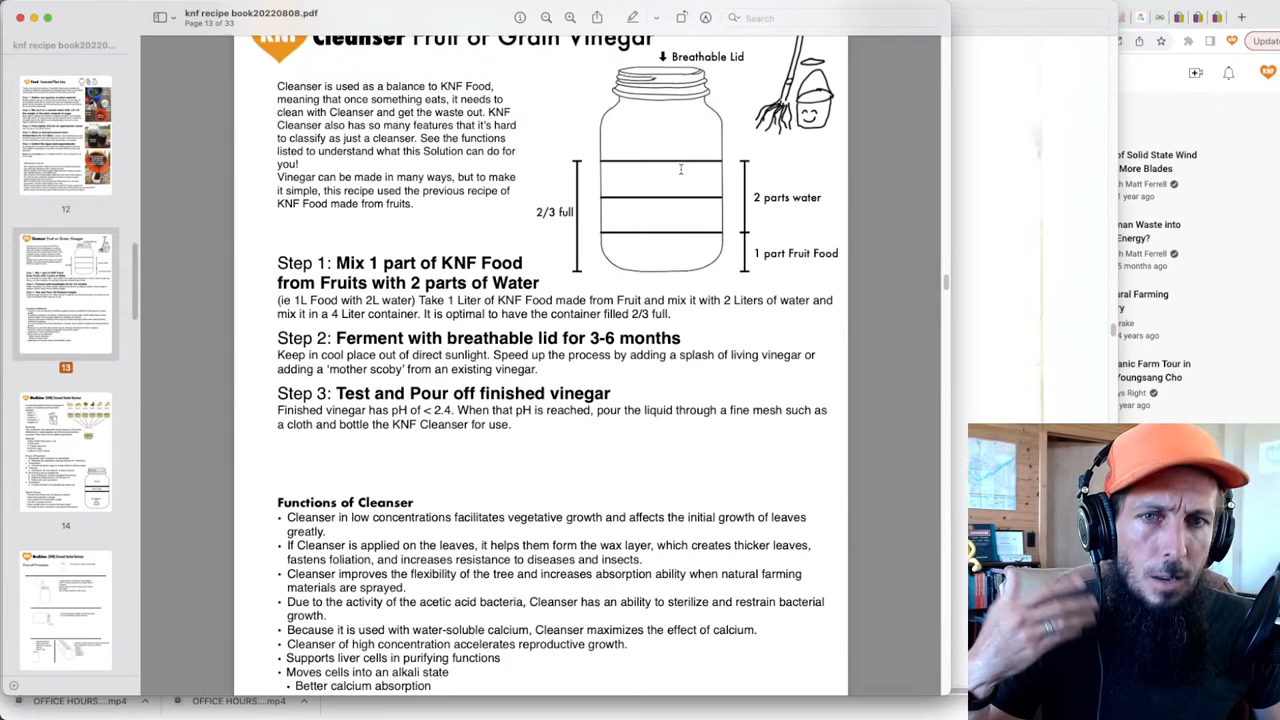 knf recipe book20220808.pdf
Page 13 of 33
Search
Updat
knf recipe book20220...
KNF
Cleanser Fruit or Grain Vinegar
Breathable Lid
Cleanser is used as a balance to KNF Food,
meaning that once something eats, it needs to
clean with Cleanser and get the waste out. KNF
Cleanser also has so many features that it's hard
to classify as just a cleanser. See the functions
listed to understand what this Solution can do for
you!
Vinegar can be made in many ways, but to make
it simple, this recipe used the previous recipe of
KNF Food made from fruits.
2/3 full
2 parts water
1 part Fruit Food
Step 1: Mix 1 part of KNF Food
from Fruits with 2 parts of Water
(ie 1L Food with 2L water) Take 1 Liter of KNF Food made from Fruit and mix it with 2 Liters of water and
mix it in a 4 Liter container. It is optimal to have the container filled 2/3 full.
Step 2: Ferment with breathable lid for 3-6 months
Keep in cool place out of direct sunlight. Speed up the process by adding a splash of living vinegar or
adding a 'mother scoby' from an existing vinegar.
Step 3: Test and Pour off finished vinegar
Finished vinegar has pH of < 2.4. When that pH is reached, pour the liquid through a fine mesh such as
a cloth and bottle the KNF Cleanser for use.
Functions of Cleanser
• Cleanser in low concentrations facilitates vegetative growth and affects the initial growth of leaves
greatly.
If Cleanser is applied on the leaves, it helps them form the wax layer, which creates thicker leaves,
fastens foliation, and increases resistance to diseases and insects.
• Cleanser improves the flexibility of the tree and increases absorption ability when natural farming
materials are sprayed.
• Due to the activity of the acetic acid bacteria, Cleanser has an ability to sterilize and restrain bacterial
growth.
• Because it is used with water-soluble calcium, Cleanser maximizes the effect of calcium.
• Cleanser of high concentration accelerates reproductive growth.
• Supports liver cells in purifying functions
• Moves cells into an alkali state
• Better calcium absorption
12
13
14
of Solid State Wind
More Blades
h Matt Ferrell
year ago
Waste into
Energy?
h Matt Ferrell
months ago
ural Farming
ry
rake
years ago
anic Farm Tour in
Youngsang Cho
ys Right
year ago
OFFICE HOURS....mp4
OFFICE HOURS....mp4